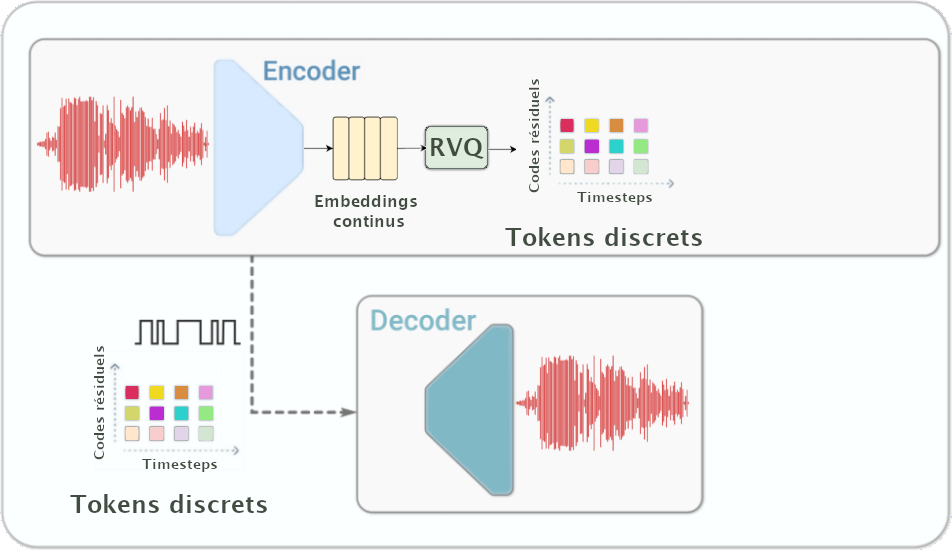 Encoder
RVQ
Embeddings
continus
Codes résiduels
Timesteps
Tokens discrets
Decoder
Codes résiduels
Timesteps
Tokens discrets